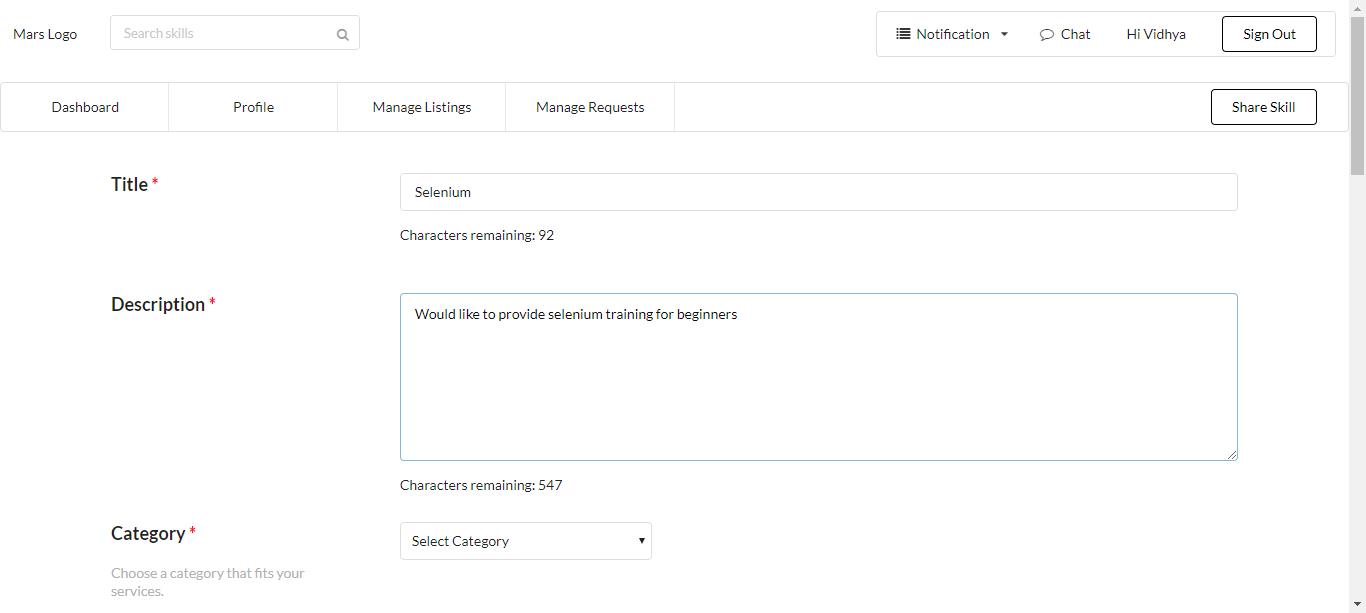 Mars Logo
Search skills
Notification
Chat
Hi Vidhya
Sign Out
Dashboard
Profile
Manage Listings
Manage Requests
Share Skill
Title *
Selenium
Characters remaining: 92
Description *
Would like to provide selenium training for beginners
Characters remaining: 547
Category *
Select Category
Choose a category that fits your
services.